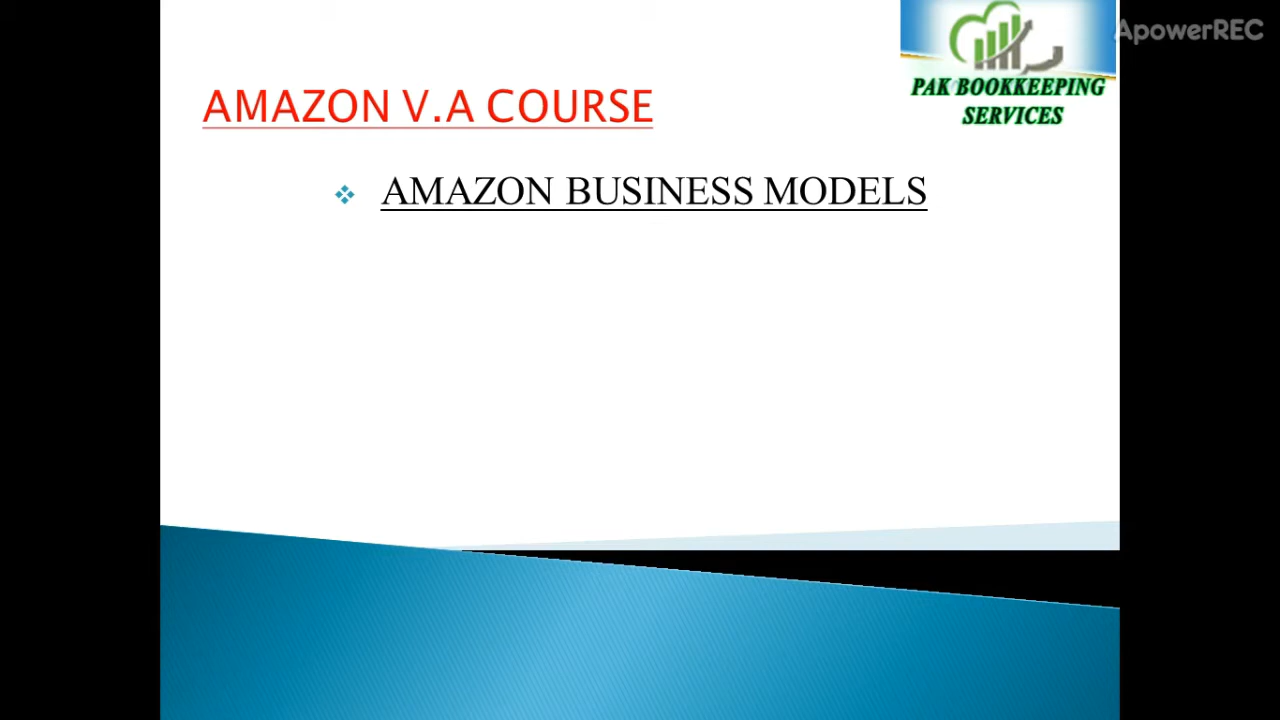 ApowerREC
PAK BOOKKEEPING
SERVICES
AMAZON V.A COURSE
AMAZON BUSINESS MODELS